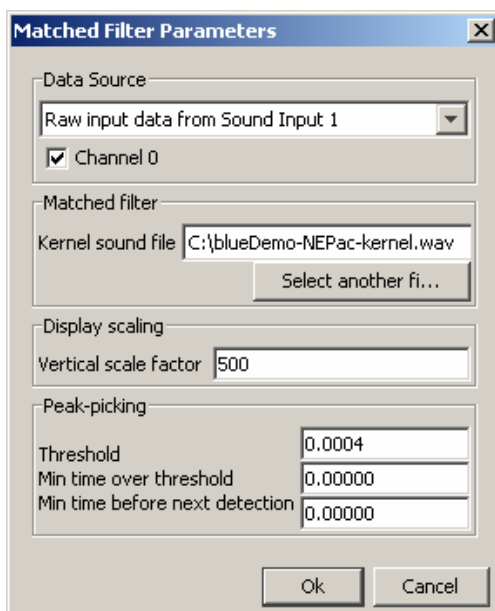 Matched Filter Parameters
Data Source
Raw input data from Sound Input 1
Channel 0
Matched filter
Kernel sound file C:\blueDemo-NEPac-kernel.wav
Select another fi...
Display scaling
Vertical scale factor 500
Peak-picking
Threshold 0.0004
Min time over threshold 0.00000
Min time before next detection 0.00000
Ok Cancel